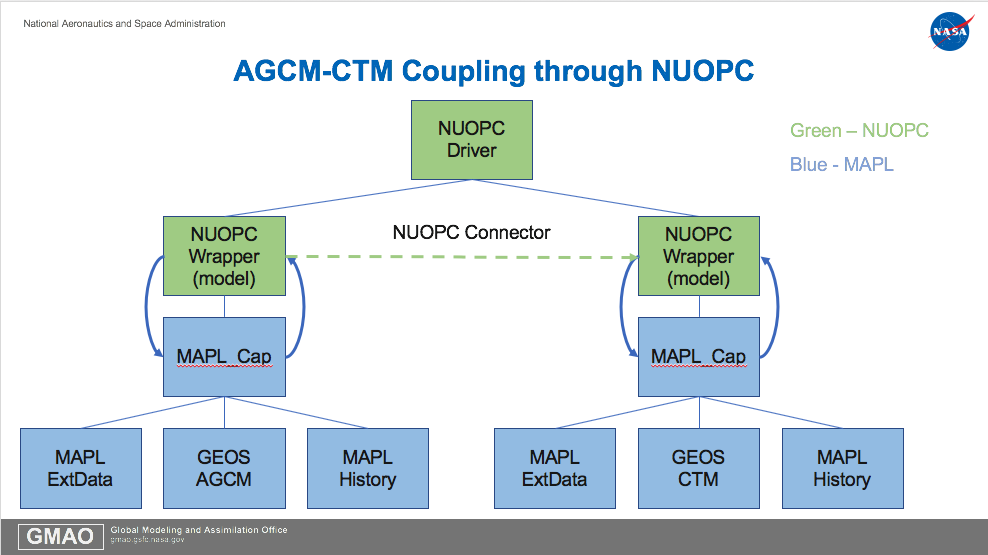 National Aeronautics and Space Administration
NASA
AGCM-CTM Coupling through NUOPC
NUOPC
Driver
Green – NUOPC
Blue - MAPL
NUOPC
Wrapper
(model)
NUOPC Connector
NUOPC
Wrapper
(model)
MAPL_Cap
MAPL_Cap
MAPL
ExtData
GEOS
AGCM
MAPL
History
MAPL
ExtData
GEOS
CTM
MAPL
History
GMAO
Global Modeling and Assimilation Office
gmao.gsfc.nasa.gov